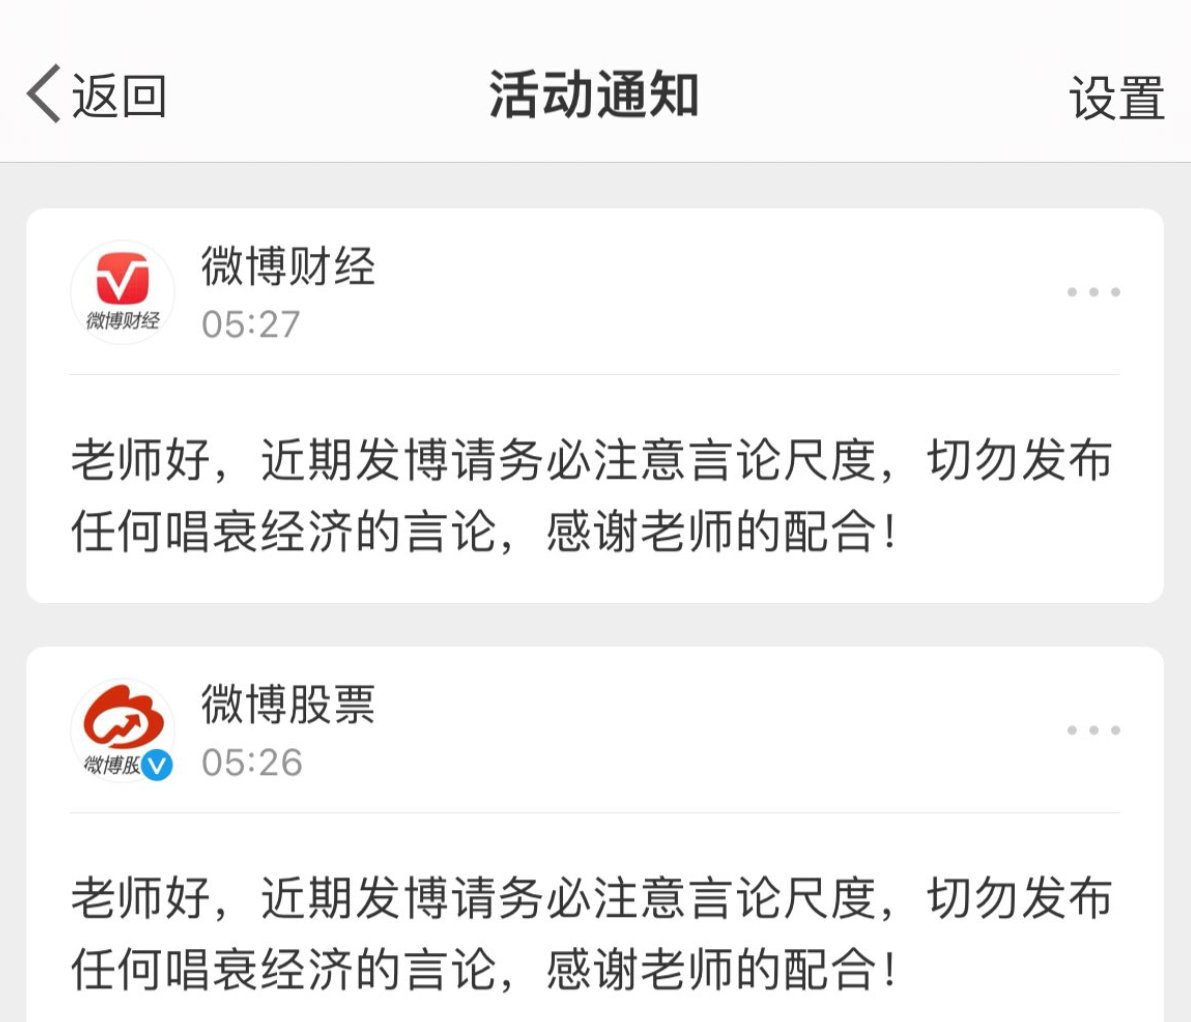 返回
活动通知
设置
微博财经
微博财经
05:27
老师好，近期发博请务必注意言论尺度，切勿发布
任何唱衰经济的言论，感谢老师的配合！
微博股票
微博股
05:26
老师好，近期发博请务必注意言论尺度，切勿发布
任何唱衰经济的言论，感谢老师的配合！